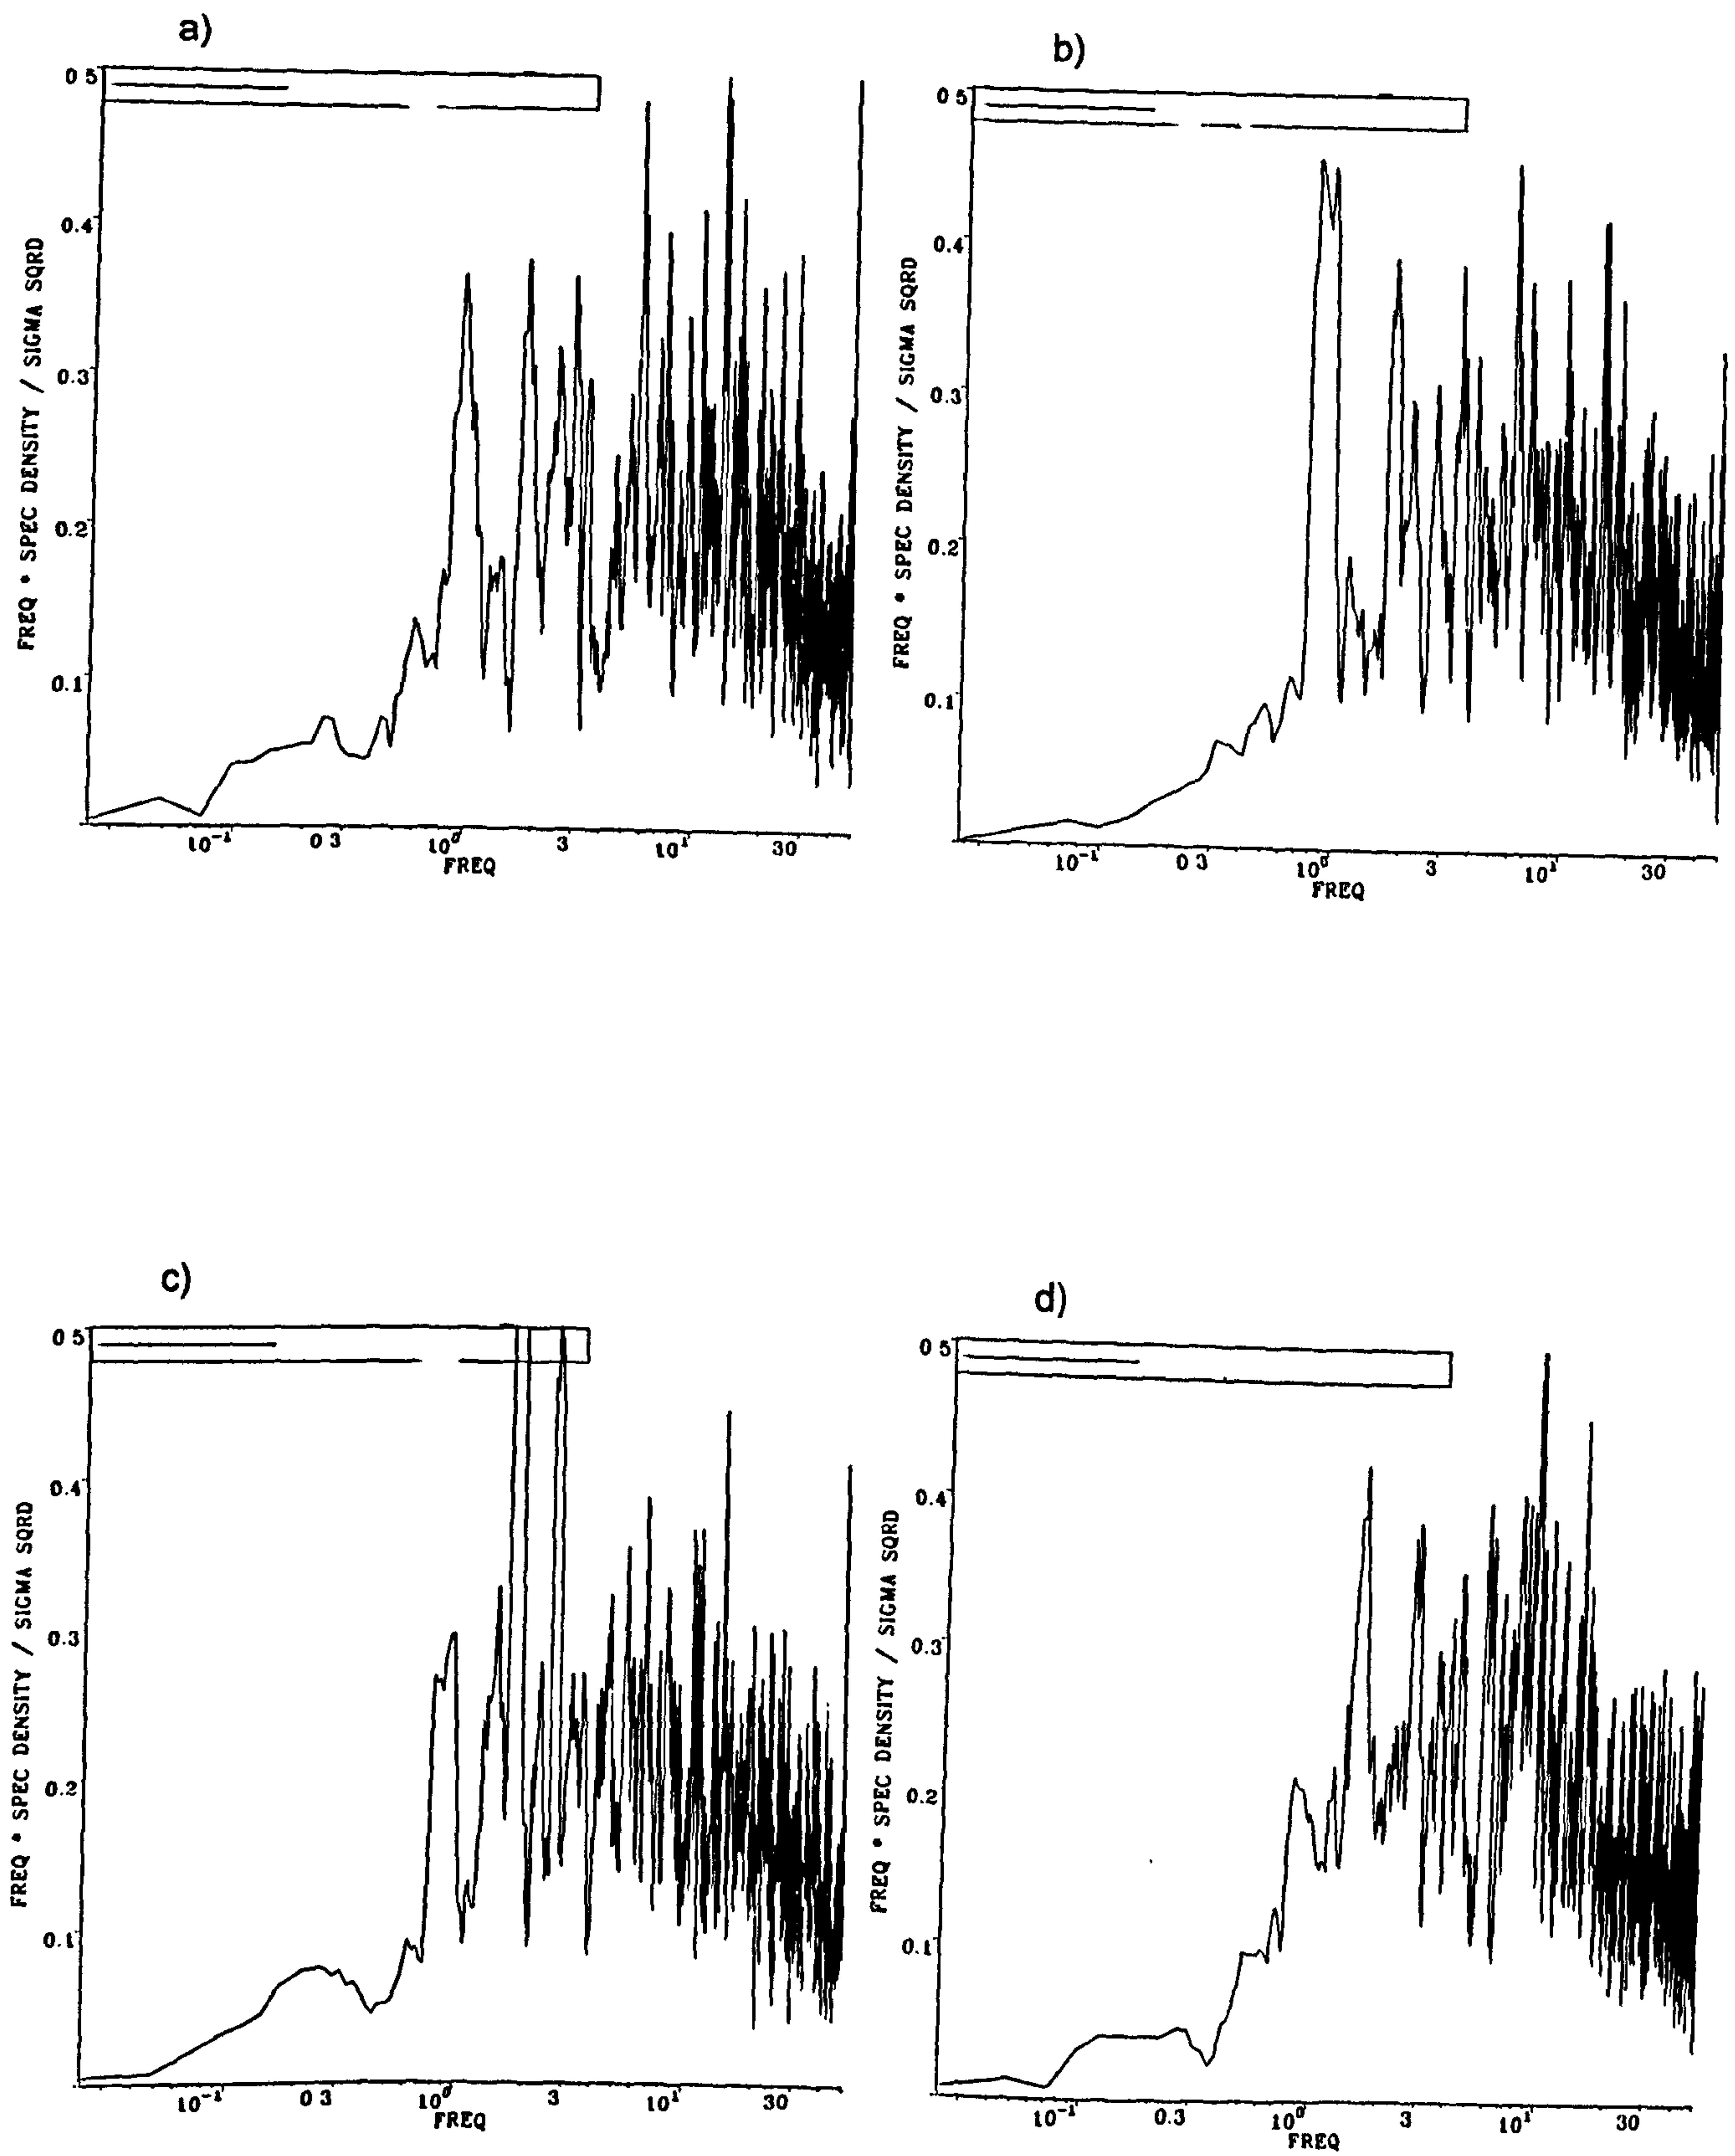 a)
0 5
0.4
0.3
0.2
0.1
FREQ * SPEC DENSITY / SIGMA SQRD
10⁻¹ 0 3 10⁰ 3 10¹ 30
FREQ
b)
0 5
0.4
0.3
0.2
0.1
FREQ * SPEC DENSITY / SIGMA SQRD
10⁻¹ 0 3 10⁰ 3 10¹ 30
FREQ
c)
0 5
0.4
0.3
0.2
0.1
FREQ * SPEC DENSITY / SIGMA SQRD
10⁻¹ 0 3 10⁰ 3 10¹ 30
FREQ
d)
0 5
0.4
0.3
0.2
0.1
FREQ * SPEC DENSITY / SIGMA SQRD
10⁻¹ 0.3 10⁰ 3 10¹ 30
FREQ